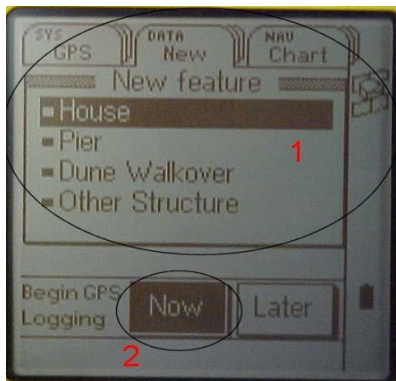 SYS DATA NAV
GPS New Chart
New feature
House
Pier 1
Dune Walkover
Other Structure
Begin GPS Now Later
Logging
2